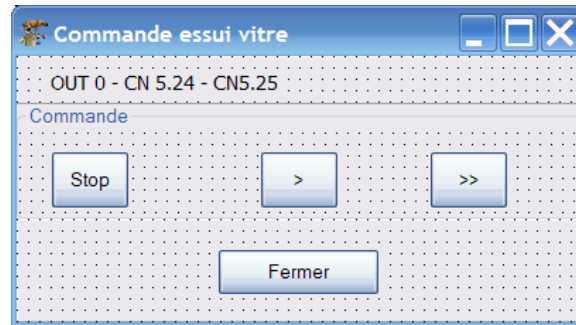 Commande essui vitre
OUT 0 - CN 5.24 - CN5.25
Commande
Stop > >>
Fermer